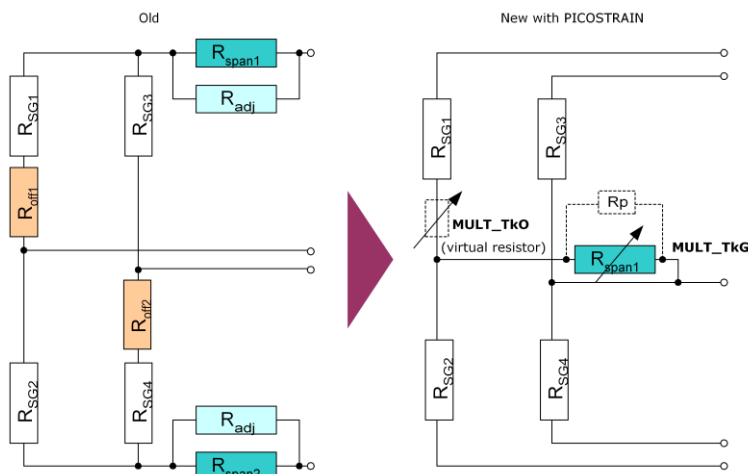 Old
New with PICOSTRAIN
Rspan1
Radj
RSG1
RSG3
Roff1
Roff2
RSG2
RSG4
Radj
Rspan2
RSG1
RSG3
MULT_TkO
(virtual resistor)
Rp
MULT_TkG
Rspan1
RSG2
RSG4